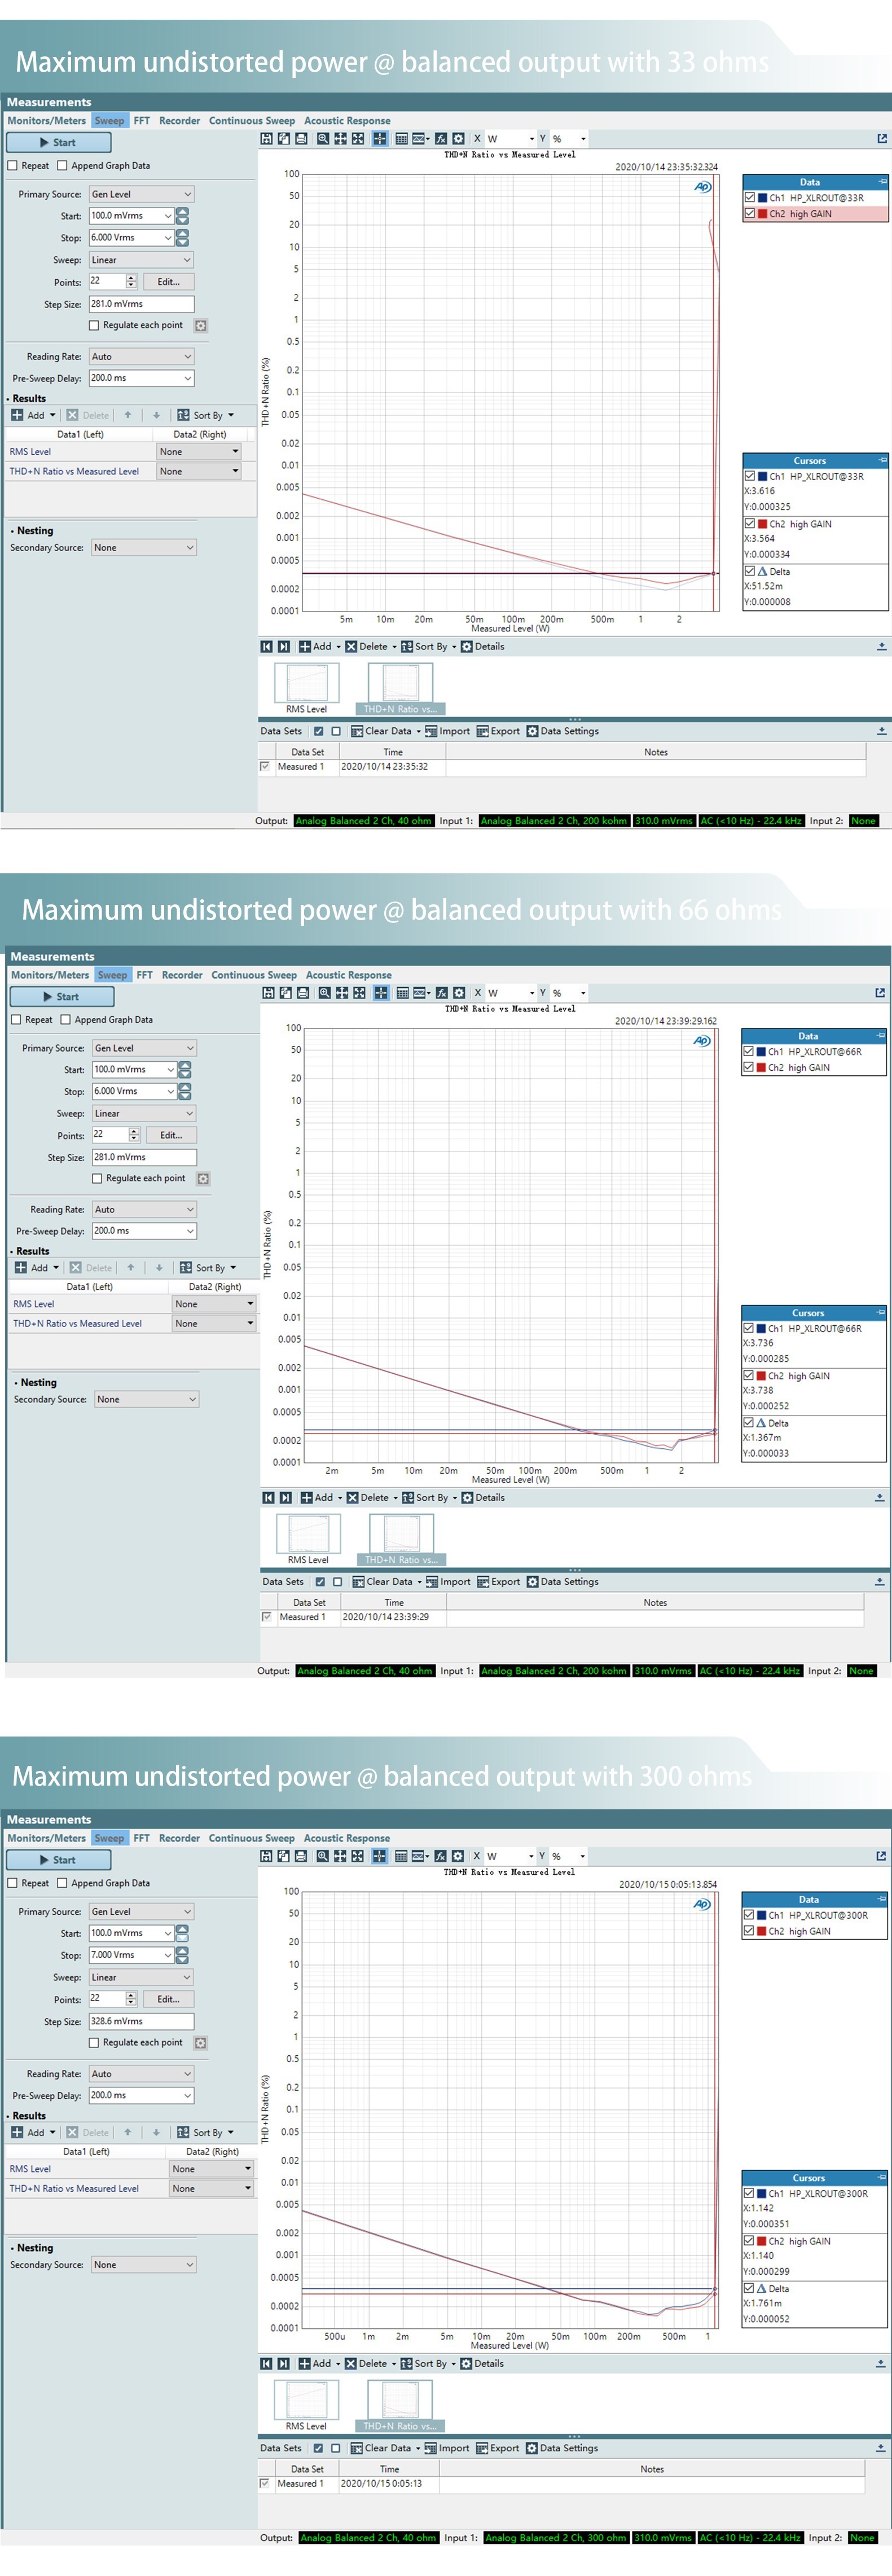 Maximum undistorted power @ balanced output with 33 ohms
Measurements
Monitors/Meters Sweep FFT Recorder Continuous Sweep Acoustic Response
Start
X W Y %
Repeat Append Graph Data
THD+N Ratio vs Measured Level
2020/10/14 23:35:32.324
Primary Source: Gen Level
Start: 100.0 mVrms
Stop: 6.000 Vrms
Sweep: Linear
Points: 22 Edit...
Step Size: 281.0 mVrms
Regulate each point
Reading Rate: Auto
Pre-Sweep Delay: 200.0 ms
Results
Add Delete Sort By
Data1 (Left) Data2 (Right)
RMS Level None
THD+N Ratio vs Measured Level None
Nesting
Secondary Source: None
THD+N Ratio (%)
100
50
20
10
5
2
1
0.5
0.2
0.1
0.05
0.02
0.01
0.005
0.002
0.001
0.0005
0.0002
0.0001
5m 10m 20m 50m 100m 200m 500m 1 2
Measured Level (W)
AP
Data
Ch1 HP_XLROUT@33R
Ch2 high GAIN
Cursors
Ch1 HP_XLROUT@33R
X:3.616
Y:0.000325
Ch2 high GAIN
X:3.564
Y:0.000334
Delta
X:51.52m
Y:0.000008
Add Delete Sort By Details
RMS Level THD+N Ratio vs...
Data Sets Clear Data Import Export Data Settings
Data Set Time Notes
Measured 1 2020/10/14 23:35:32
Output: Analog Balanced 2 Ch, 40 ohm Input 1: Analog Balanced 2 Ch, 200 kohm 310.0 mVrms AC (<10 Hz) - 22.4 kHz Input 2: None
Maximum undistorted power @ balanced output with 66 ohms
Measurements
Monitors/Meters Sweep FFT Recorder Continuous Sweep Acoustic Response
Start
X W Y %
Repeat Append Graph Data
THD+N Ratio vs Measured Level
2020/10/14 23:39:29.162
Primary Source: Gen Level
Start: 100.0 mVrms
Stop: 6.000 Vrms
Sweep: Linear
Points: 22 Edit...
Step Size: 281.0 mVrms
Regulate each point
Reading Rate: Auto
Pre-Sweep Delay: 200.0 ms
Results
Add Delete Sort By
Data1 (Left) Data2 (Right)
RMS Level None
THD+N Ratio vs Measured Level None
Nesting
Secondary Source: None
THD+N Ratio (%)
100
50
20
10
5
2
1
0.5
0.2
0.1
0.05
0.02
0.01
0.005
0.002
0.001
0.0005
0.0002
0.0001
2m 5m 10m 20m 50m 100m 200m 500m 1 2
Measured Level (W)
AP
Data
Ch1 HP_XLROUT@66R
Ch2 high GAIN
Cursors
Ch1 HP_XLROUT@66R
X:3.736
Y:0.000285
Ch2 high GAIN
X:3.738
Y:0.000252
Delta
X:1.367m
Y:0.000033
Add Delete Sort By Details
RMS Level THD+N Ratio vs...
Data Sets Clear Data Import Export Data Settings
Data Set Time Notes
Measured 1 2020/10/14 23:39:29
Output: Analog Balanced 2 Ch, 40 ohm Input 1: Analog Balanced 2 Ch, 200 kohm 310.0 mVrms AC (<10 Hz) - 22.4 kHz Input 2: None
Maximum undistorted power @ balanced output with 300 ohms
Measurements
Monitors/Meters Sweep FFT Recorder Continuous Sweep Acoustic Response
Start
X W Y %
Repeat Append Graph Data
THD+N Ratio vs Measured Level
2020/10/15 0:05:13.854
Primary Source: Gen Level
Start: 100.0 mVrms
Stop: 7.000 Vrms
Sweep: Linear
Points: 22 Edit...
Step Size: 328.6 mVrms
Regulate each point
Reading Rate: Auto
Pre-Sweep Delay: 200.0 ms
Results
Add Delete Sort By
Data1 (Left) Data2 (Right)
RMS Level None
THD+N Ratio vs Measured Level None
Nesting
Secondary Source: None
THD+N Ratio (%)
100
50
20
10
5
2
1
0.5
0.2
0.1
0.05
0.02
0.01
0.005
0.002
0.001
0.0005
0.0002
0.0001
500u 1m 2m 5m 10m 20m 50m 100m 200m 500m 1
Measured Level (W)
AP
Data
Ch1 HP_XLROUT@300R
Ch2 high GAIN
Cursors
Ch1 HP_XLROUT@300R
X:1.142
Y:0.000351
Ch2 high GAIN
X:1.140
Y:0.000299
Delta
X:1.761m
Y:0.000052
Add Delete Sort By Details
RMS Level THD+N Ratio vs...
Data Sets Clear Data Import Export Data Settings
Data Set Time Notes
Measured 1 2020/10/15 0:05:13
Output: Analog Balanced 2 Ch, 40 ohm Input 1: Analog Balanced 2 Ch, 300 ohm 310.0 mVrms AC (<10 Hz) - 22.4 kHz Input 2: None